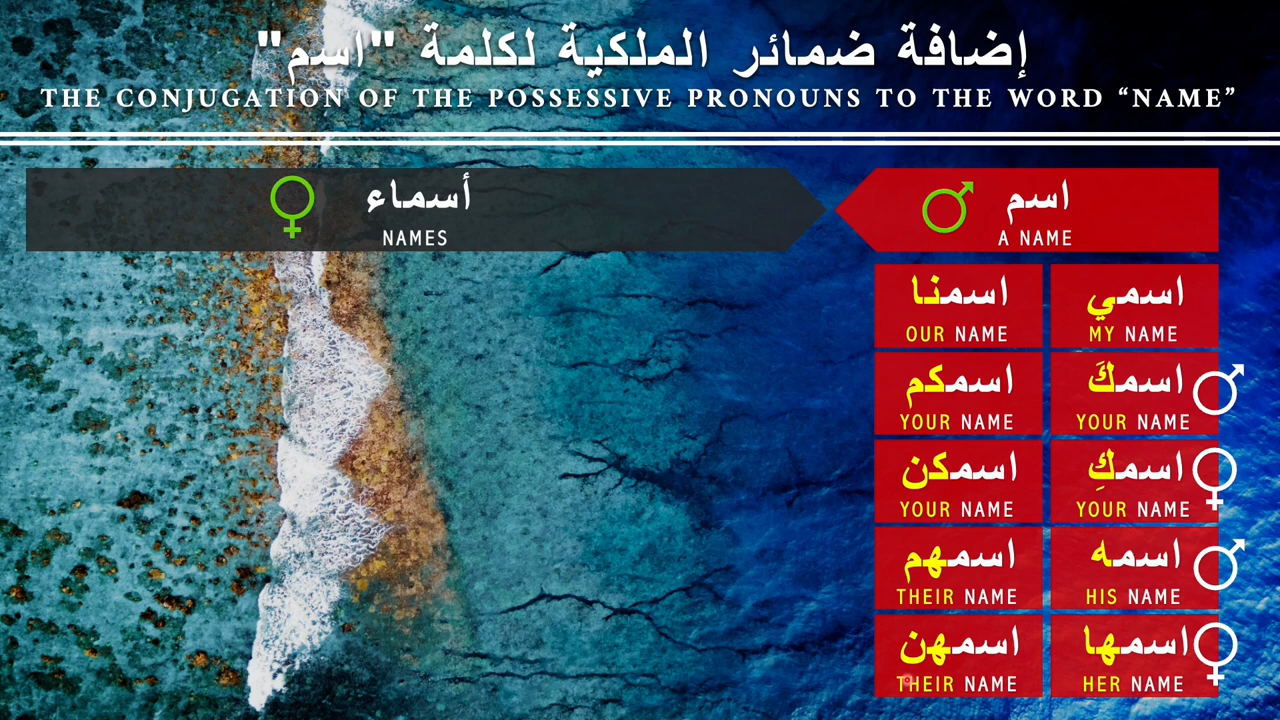 إضافة ضمائر الملكية لكلمة "اسم"
THE CONJUGATION OF THE POSSESSIVE PRONOUNS TO THE WORD “NAME”
اسم
A NAME
أسماء
NAMES
اسمي
MY NAME
اسمنا
OUR NAME
اسمكَ
YOUR NAME
اسمكم
YOUR NAME
اسمكِ
YOUR NAME
اسمكن
YOUR NAME
اسمه
HIS NAME
اسمهم
THEIR NAME
اسمها
HER NAME
اسمهن
THEIR NAME